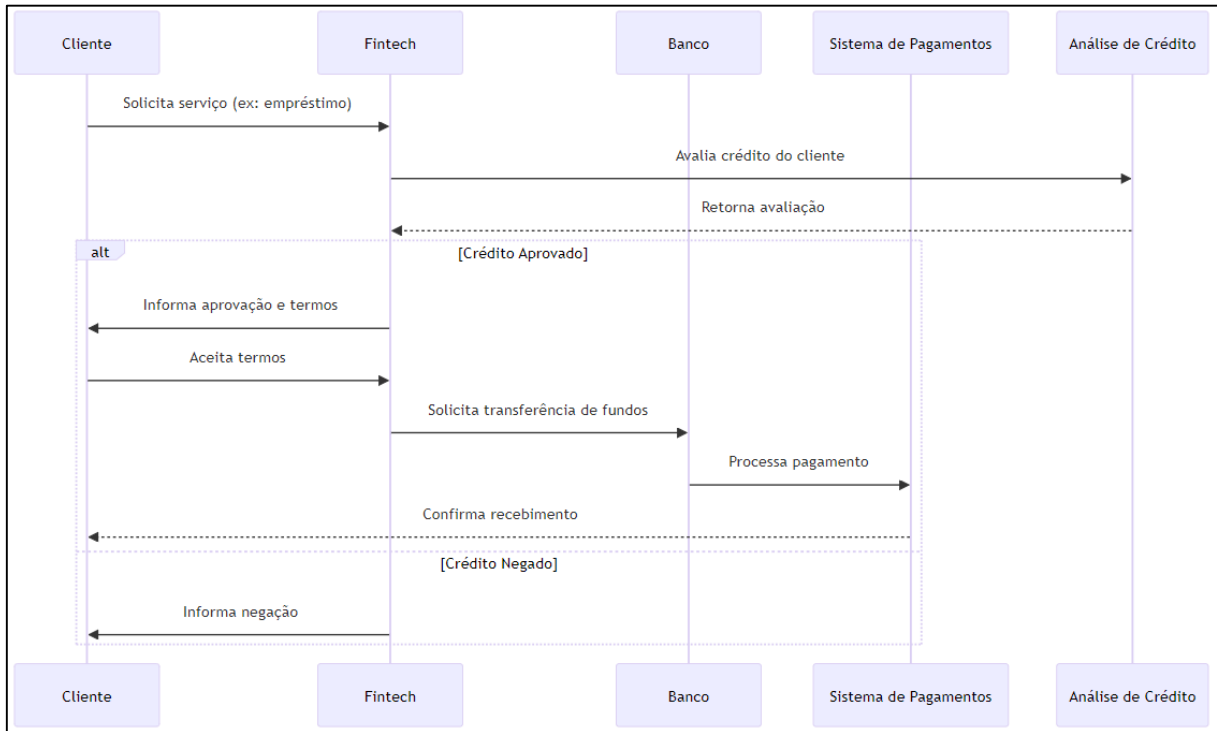 Cliente
Fintech
Banco
Sistema de Pagamentos
Análise de Crédito
Solicita serviço (ex: empréstimo)
Avalia crédito do cliente
Retorna avaliação
alt
[Crédito Aprovado]
Informa aprovação e termos
Aceita termos
Solicita transferência de fundos
Processa pagamento
Confirma recebimento
[Crédito Negado]
Informa negação
Cliente
Fintech
Banco
Sistema de Pagamentos
Análise de Crédito